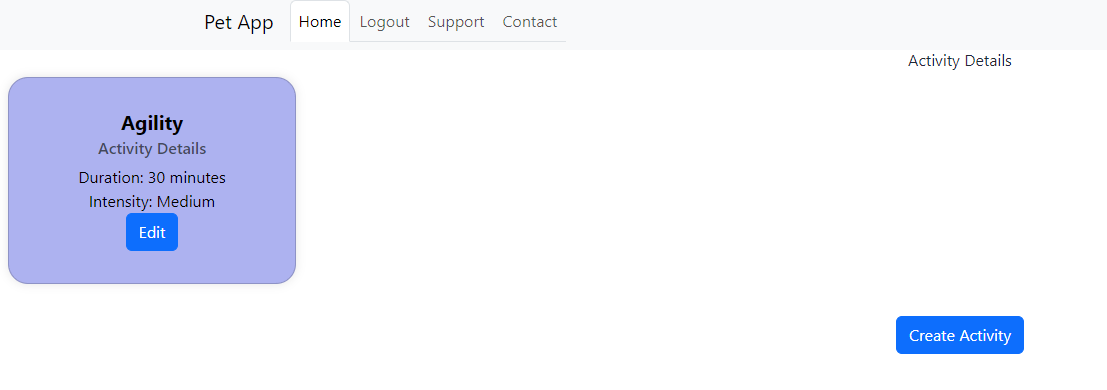 Pet App Home Logout Support Contact
Activity Details
Agility
Activity Details
Duration: 30 minutes
Intensity: Medium
Edit
Create Activity